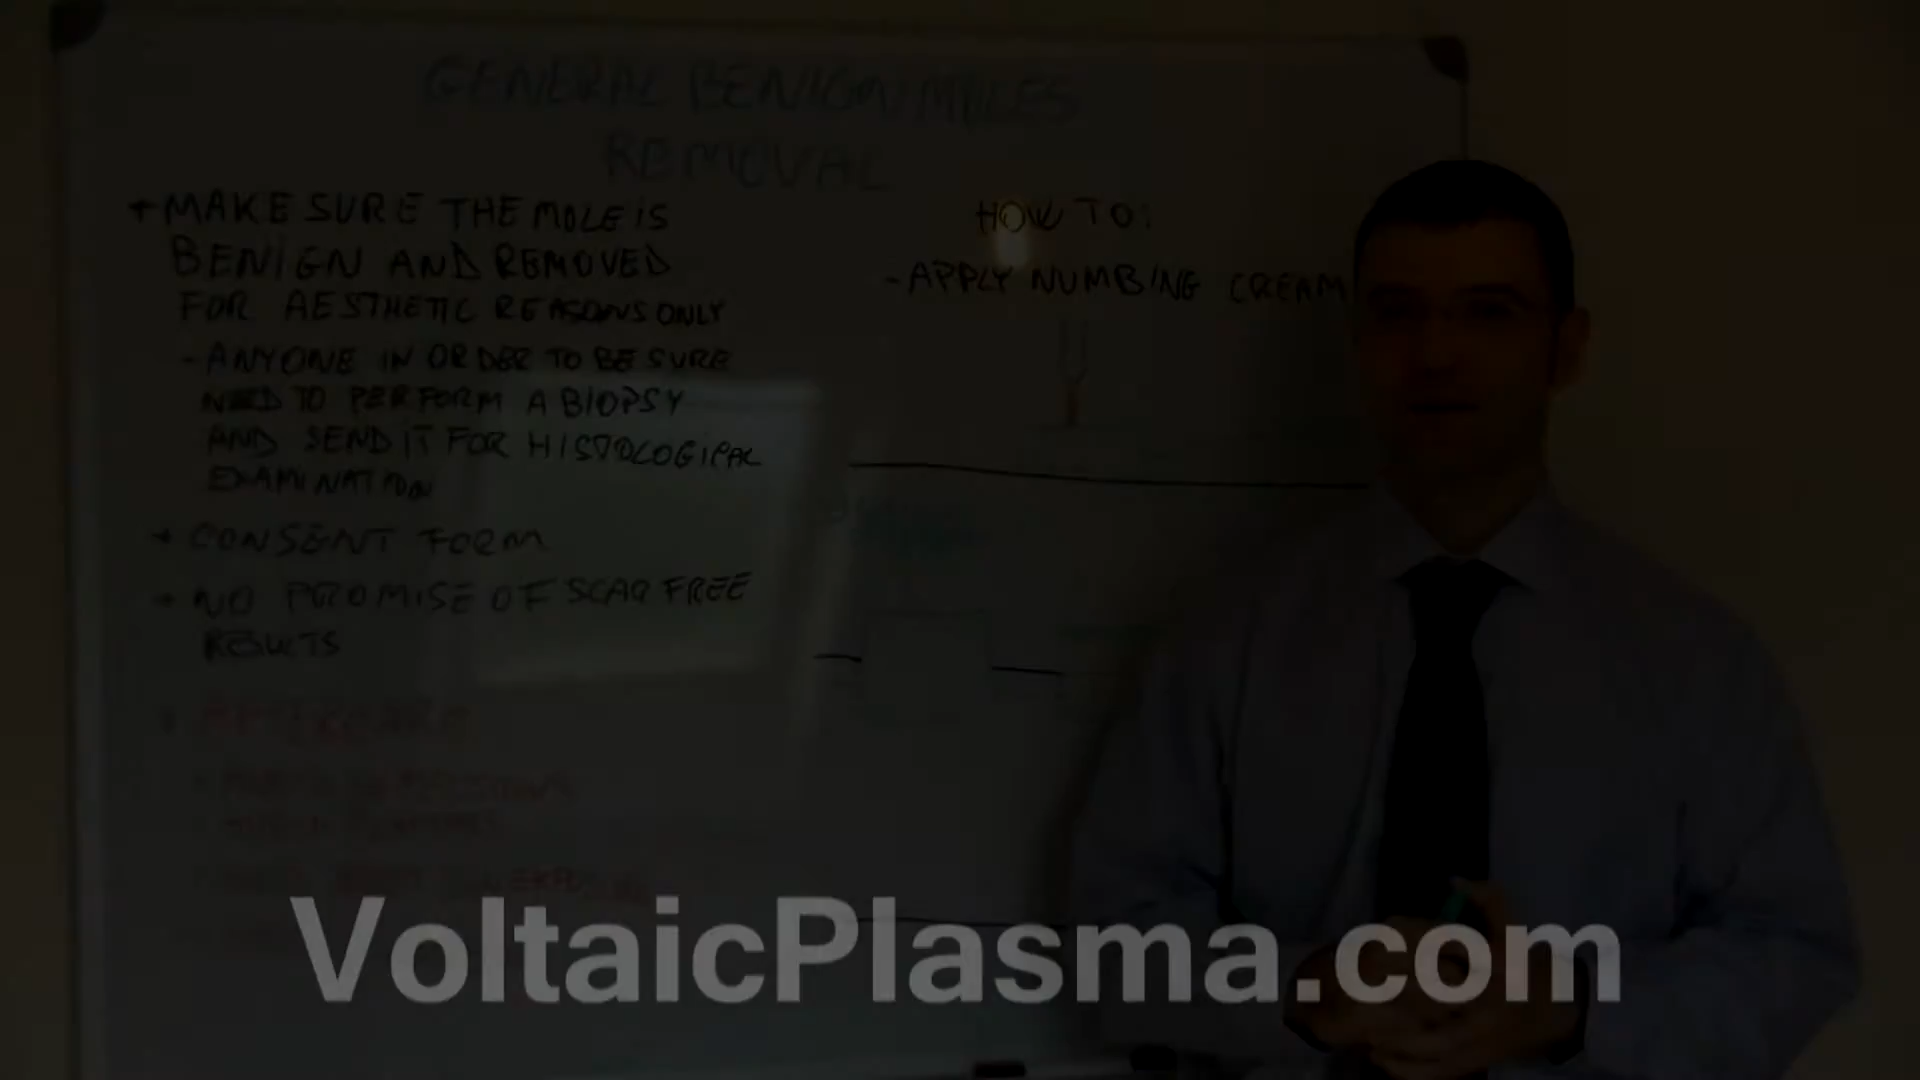 GENERAL BENIGN MOLES
REMOVAL
+ MAKE SURE THE MOLE IS
BENIGN AND REMOVED
FOR AESTHETIC REASONS ONLY
- ANYONE IN ORDER TO BE SURE
NEED TO PERFORM A BIOPSY
AND SEND IT FOR HISTOLOGICAL
EXAMINATION
+ CONSENT FORM
+ NO PROMISE OF SCAR FREE
RESULTS
+ AFTERCARE
HOW TO:
- APPLY NUMBING CREAM
VoltaicPlasma.com